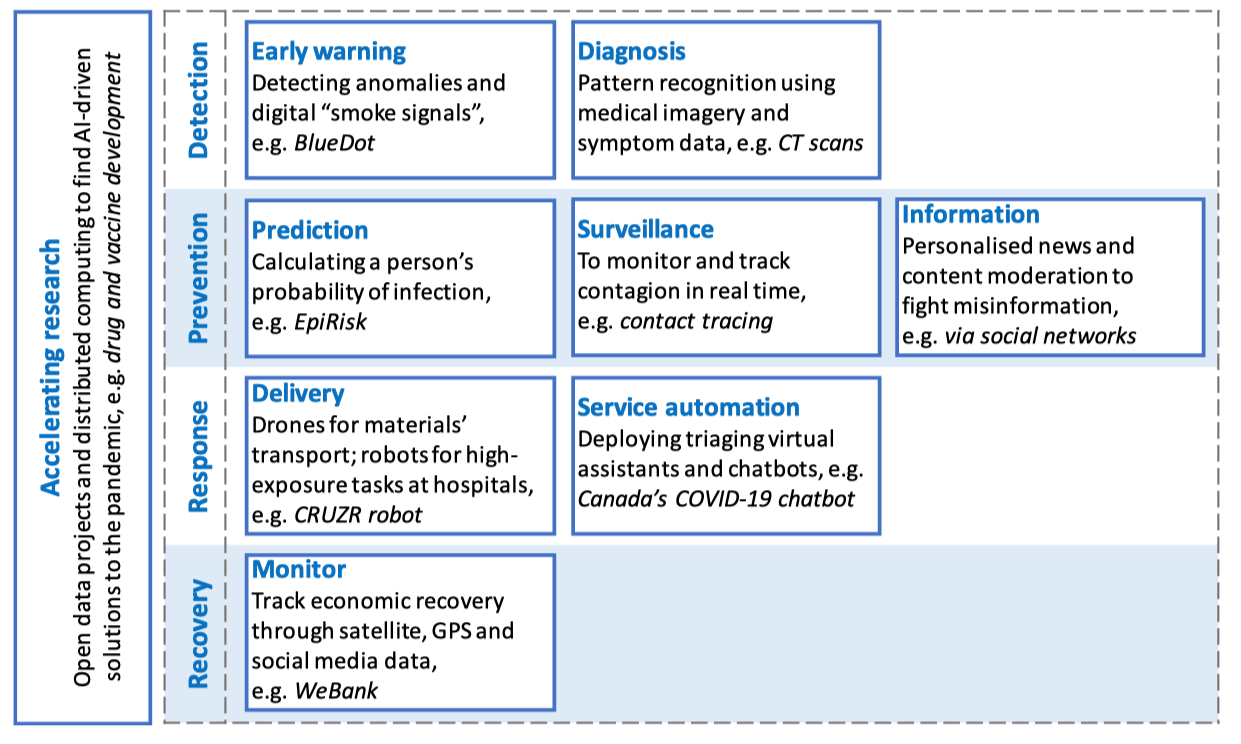 Accelerating research
Open data projects and distributed computing to find AI-driven
solutions to the pandemic, e.g. drug and vaccine development
Detection
Early warning
Detecting anomalies and
digital “smoke signals”,
e.g. BlueDot
Diagnosis
Pattern recognition using
medical imagery and
symptom data, e.g. CT scans
Prevention
Prediction
Calculating a person’s
probability of infection,
e.g. EpiRisk
Surveillance
To monitor and track
contagion in real time,
e.g. contact tracing
Information
Personalised news and
content moderation to
fight misinformation,
e.g. via social networks
Response
Delivery
Drones for materials’
transport; robots for high-
exposure tasks at hospitals,
e.g. CRUZR robot
Service automation
Deploying triaging virtual
assistants and chatbots, e.g.
Canada’s COVID-19 chatbot
Recovery
Monitor
Track economic recovery
through satellite, GPS and
social media data,
e.g. WeBank